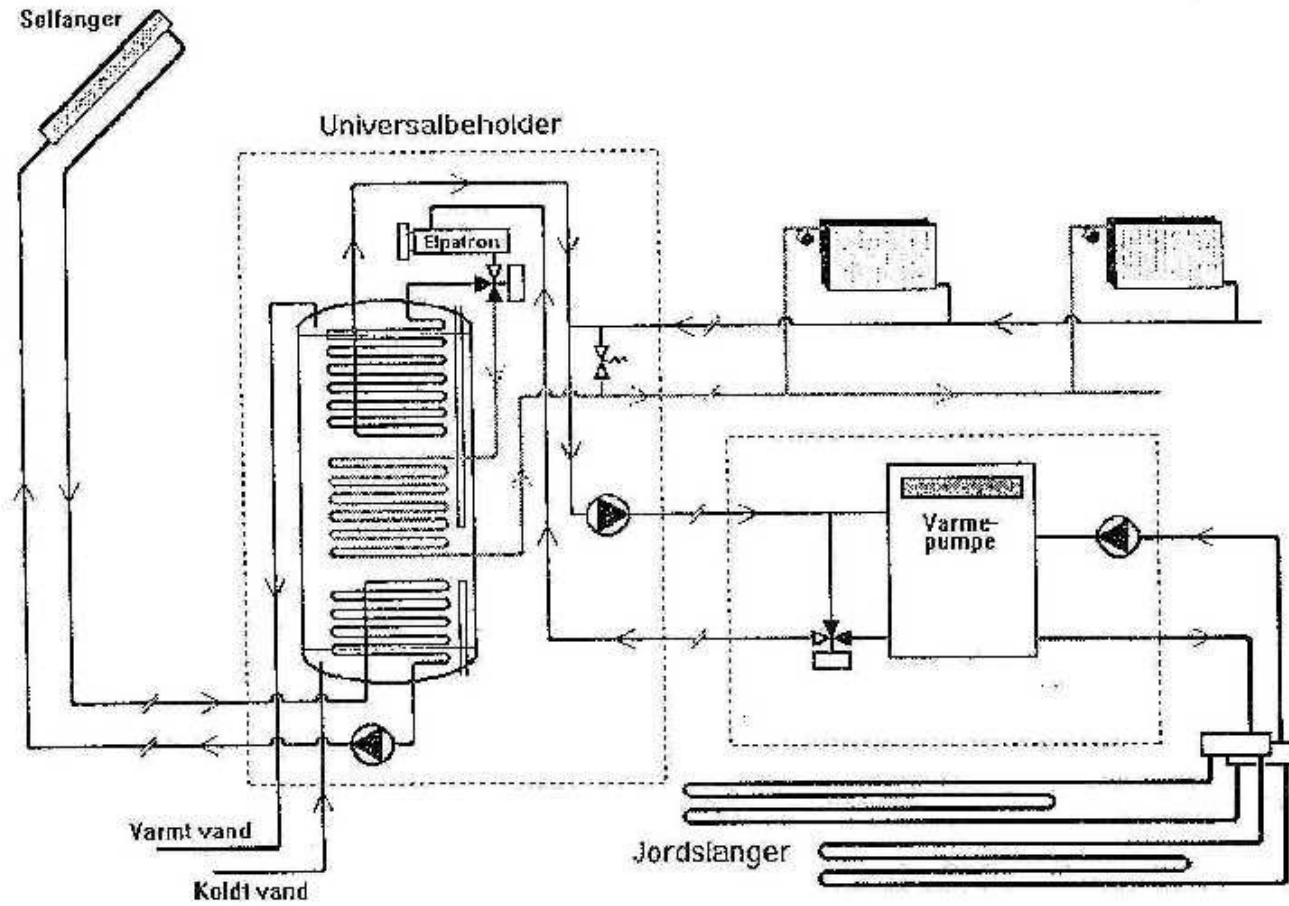 Solfanger
Universalbeholder
Elpatron
Varme-
pumpe
Varmt vand
Jordslanger
Koldt vand